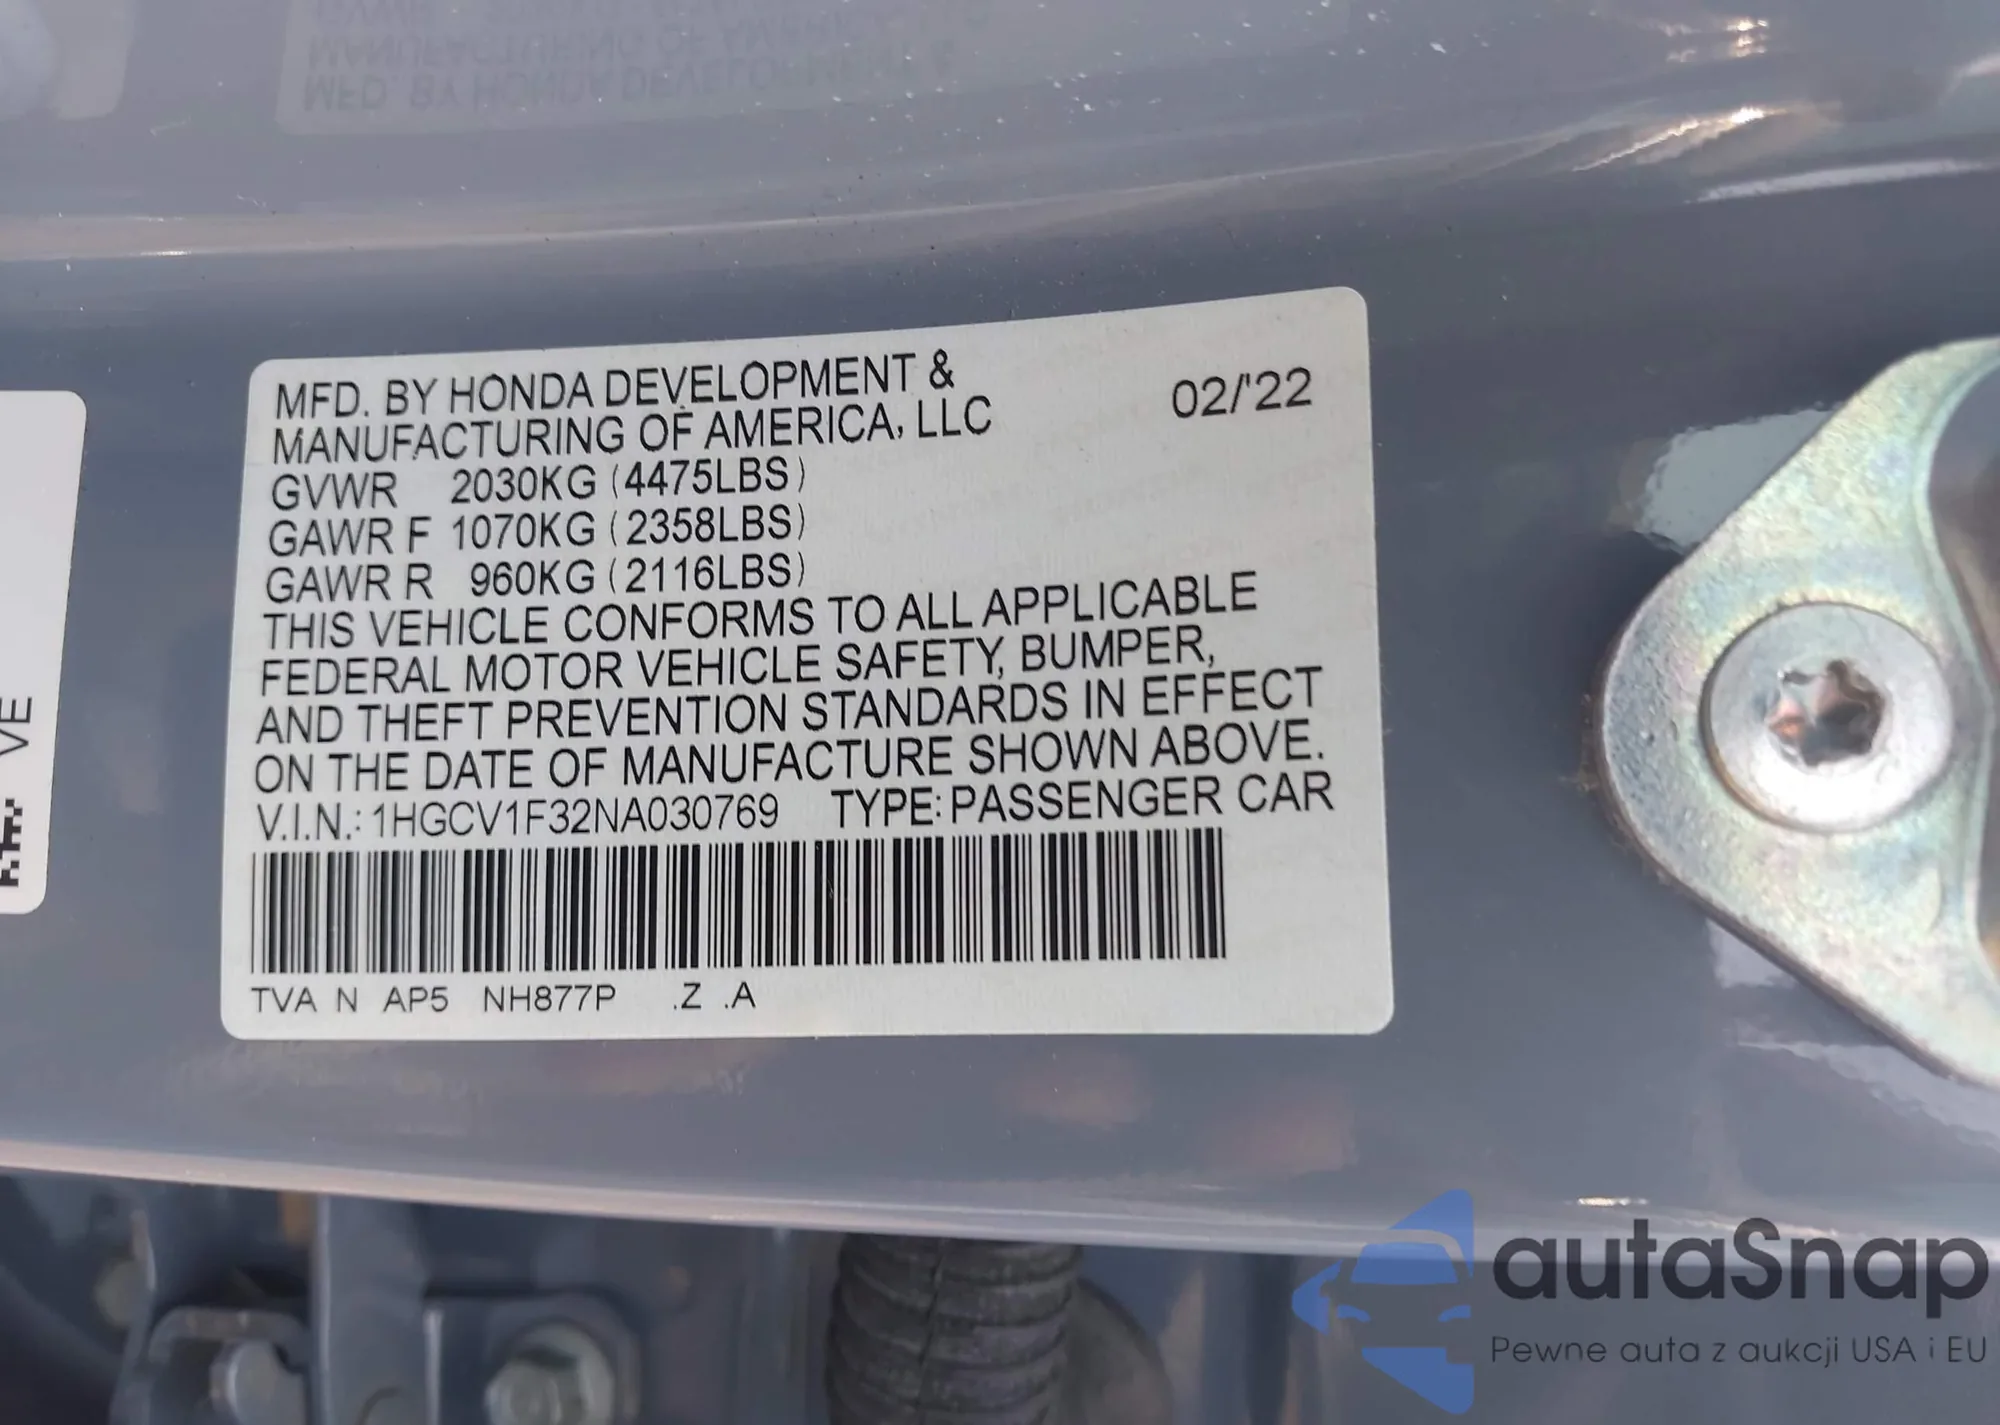 MFD. BY HONDA DEVELOPMENT &
MANUFACTURING OF AMERICA, LLC
02/'22
GVWR 2030KG (4475LBS)
GAWR F 1070KG (2358LBS)
GAWR R 960KG (2116LBS)
THIS VEHICLE CONFORMS TO ALL APPLICABLE
FEDERAL MOTOR VEHICLE SAFETY, BUMPER,
AND THEFT PREVENTION STANDARDS IN EFFECT
ON THE DATE OF MANUFACTURE SHOWN ABOVE.
V.I.N.: 1HGCV1F32NA030769 TYPE: PASSENGER CAR
TVA N AP5 NH877P .Z .A
VE
autaSnap
Pewne auta z aukcji USA i EU